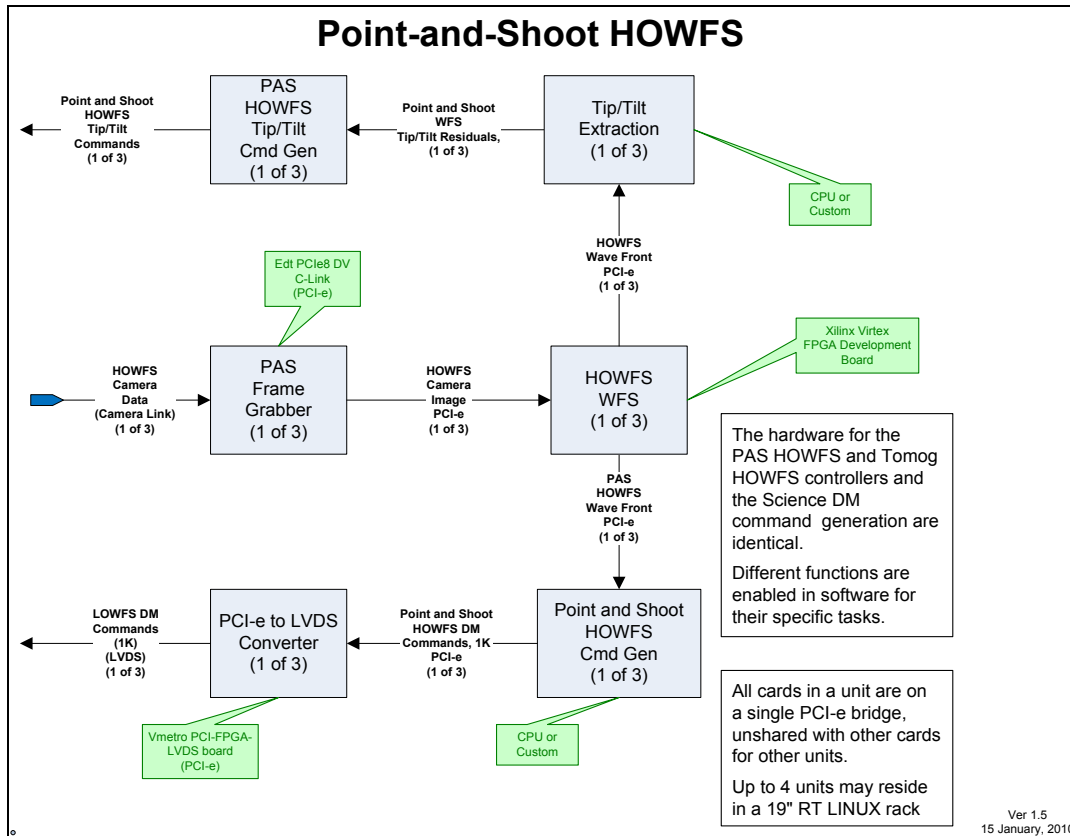 Point-and-Shoot HOWFS
Point and Shoot
HOWFS
Tip/Tilt
Commands
(1 of 3)
PAS
HOWFS
Tip/Tilt
Cmd Gen
(1 of 3)
Point and Shoot
WFS
Tip/Tilt Residuals,
(1 of 3)
Tip/Tilt
Extraction
(1 of 3)
CPU or
Custom
HOWFS
Wave Front
PCI-e
(1 of 3)
Edt PCIe8 DV
C-Link
(PCI-e)
Xilinx Virtex
FPGA Development
Board
HOWFS
Camera
Data
(Camera Link)
(1 of 3)
PAS
Frame
Grabber
(1 of 3)
HOWFS
Camera
Image
PCI-e
(1 of 3)
HOWFS
WFS
(1 of 3)
The hardware for the
PAS HOWFS and Tomog
HOWFS controllers and
the Science DM
command  generation are
identical.
Different functions are
enabled in software for
their specific tasks.
PAS
HOWFS
Wave Front
PCI-e
(1 of 3)
LOWFS DM
Commands
(1K)
(LVDS)
(1 of 3)
PCI-e to LVDS
Converter
(1 of 3)
Point and Shoot
HOWFS DM
Commands, 1K
PCI-e
(1 of 3)
Point and Shoot
HOWFS
Cmd Gen
(1 of 3)
Vmetro PCI-FPGA-
LVDS board
(PCI-e)
CPU or
Custom
All cards in a unit are on
a single PCI-e bridge,
unshared with other cards
for other units.
Up to 4 units may reside
in a 19" RT LINUX rack
Ver 1.5
15 January, 2010